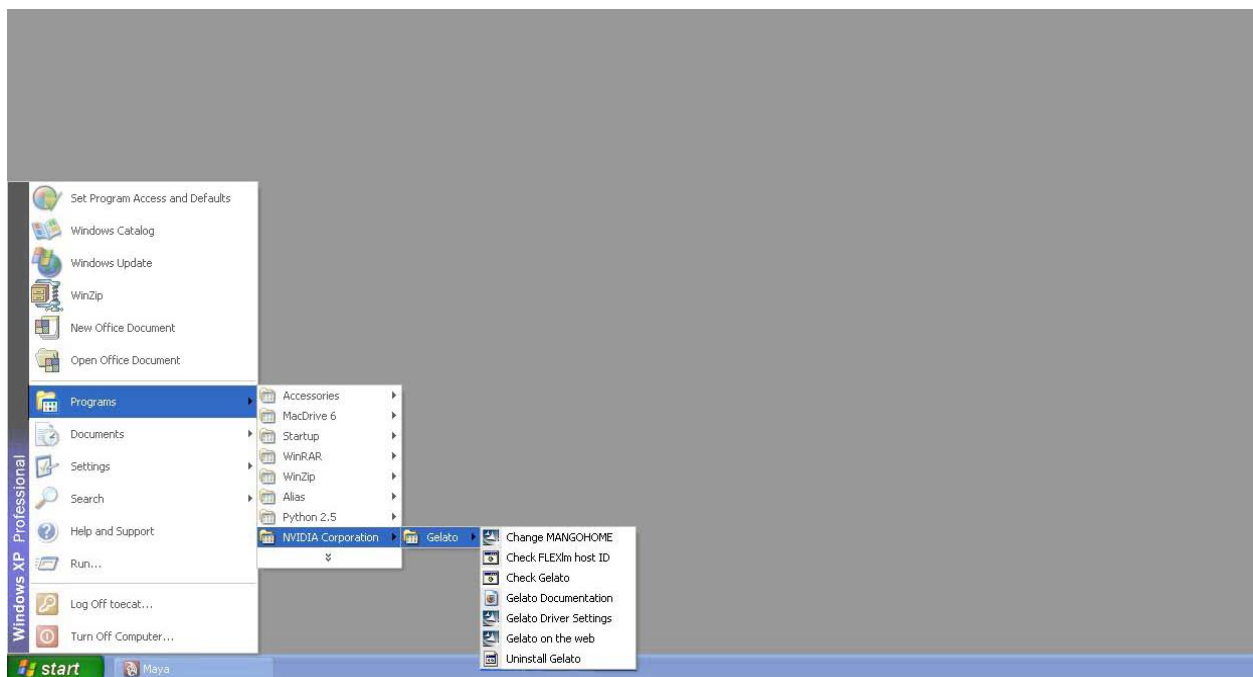 Set Program Access and Defaults
Windows Catalog
Windows Update
WinZip
New Office Document
Open Office Document
Programs
Documents
Settings
Search
Help and Support
Run...
Log Off toecat...
Turn Off Computer...
Windows XP Professional
Accessories
MacDrive 6
Startup
WinRAR
WinZip
Alias
Python 2.5
NVIDIA Corporation
Gelato
Change MANGOHOME
Check FLEXlm host ID
Check Gelato
Gelato Documentation
Gelato Driver Settings
Gelato on the web
Uninstall Gelato
start
Maya